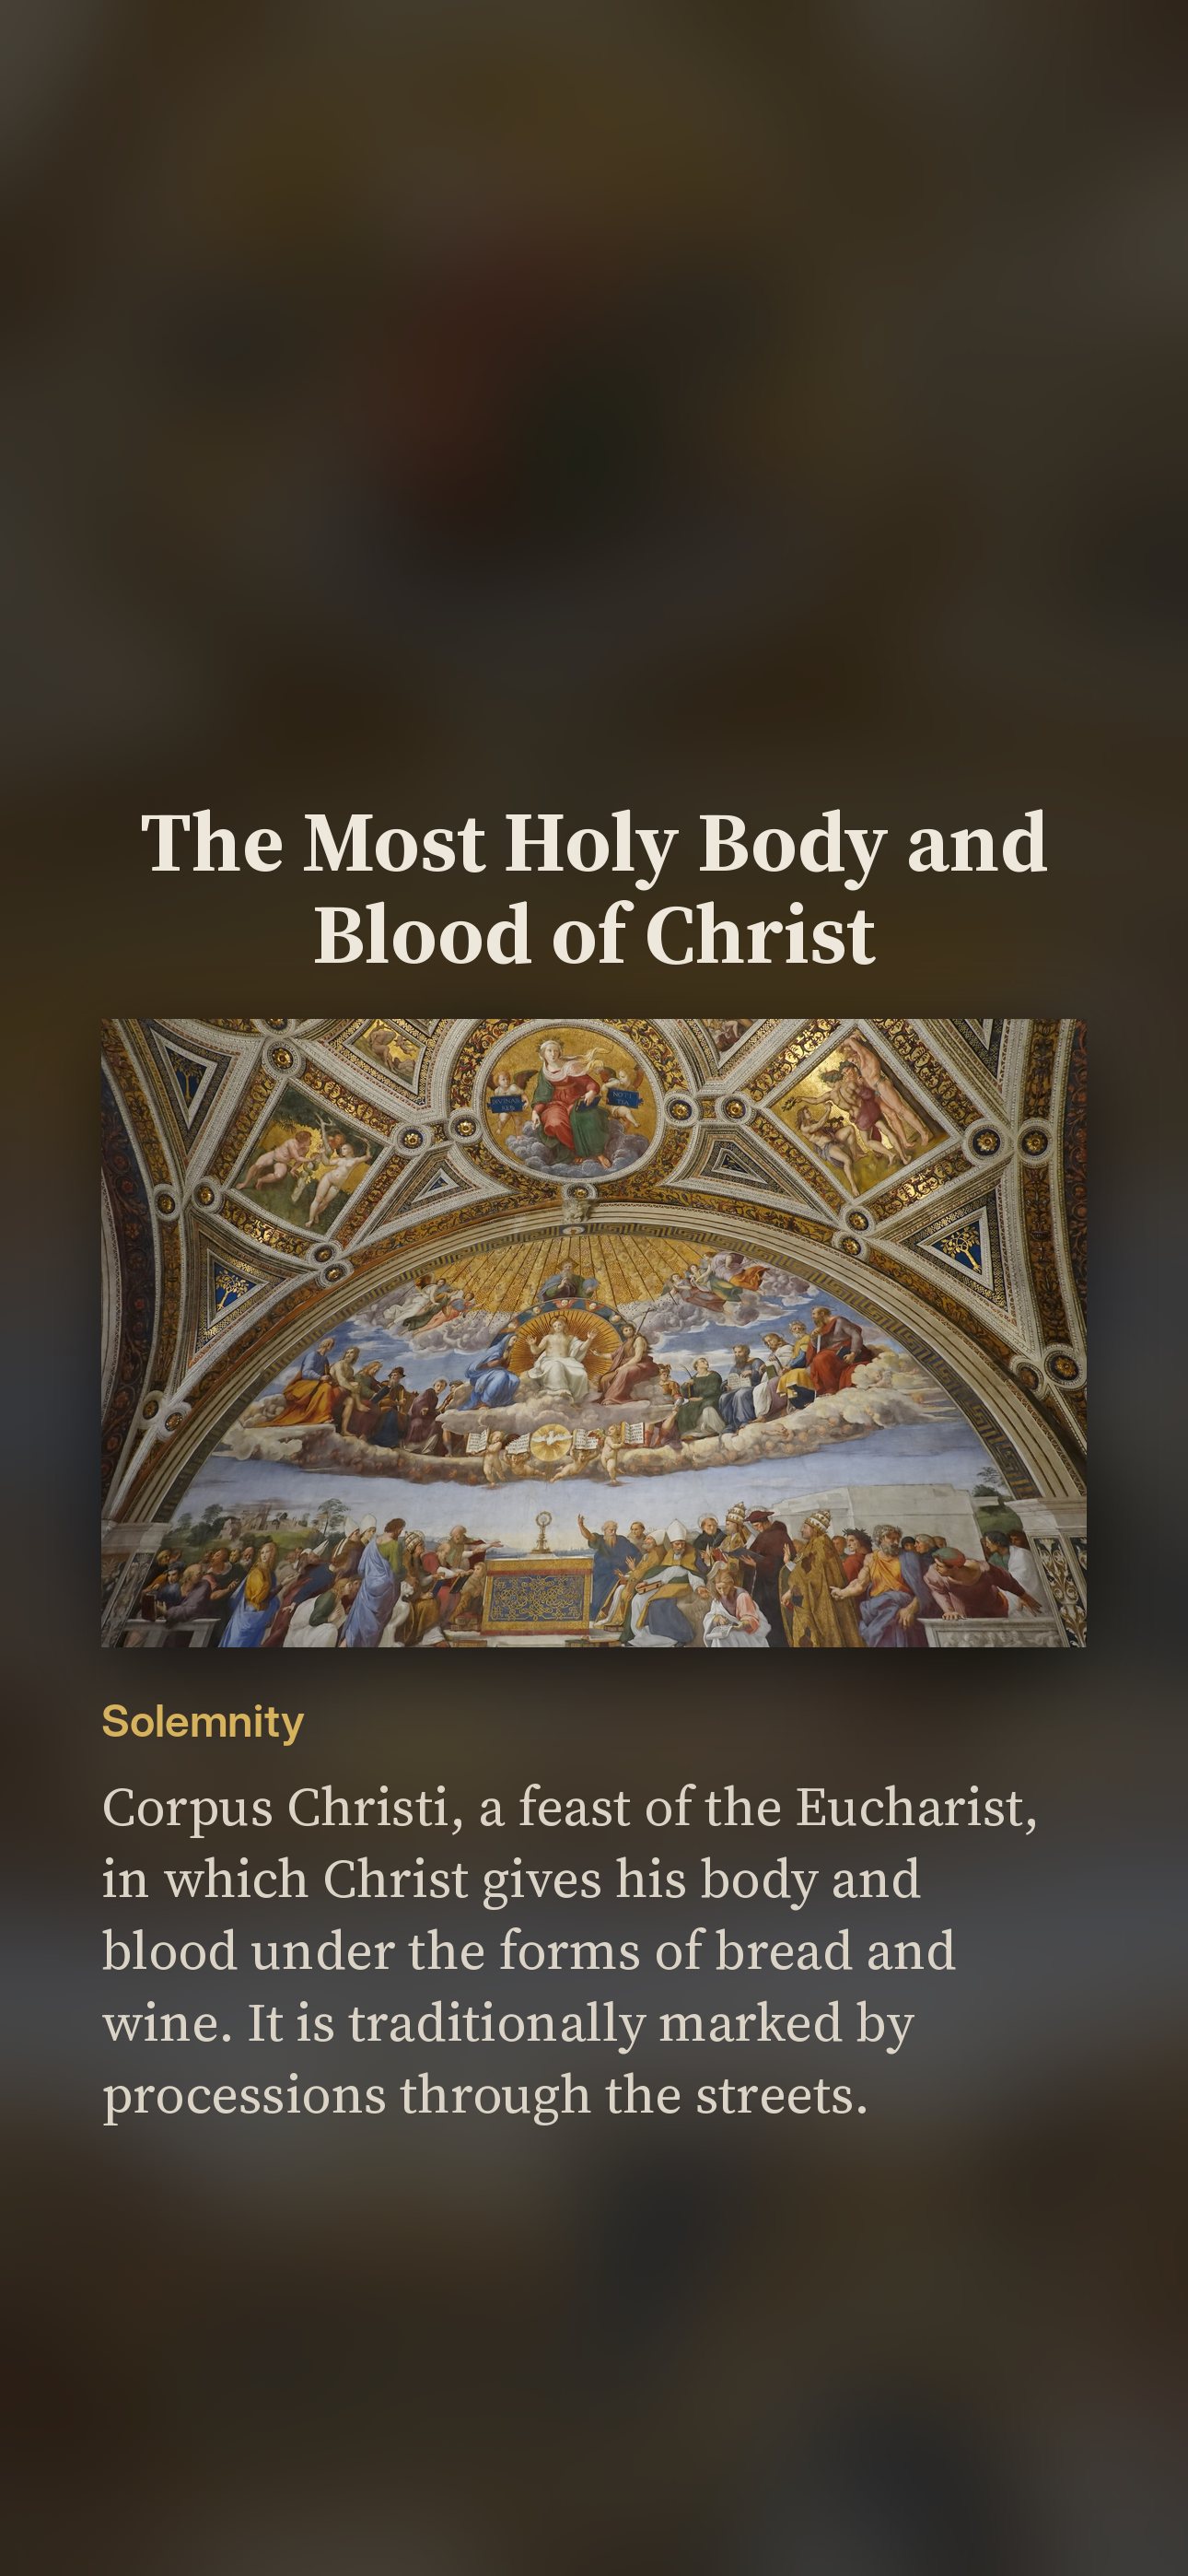 The Most Holy Body and
Blood of Christ
Solemnity
Corpus Christi, a feast of the Eucharist,
in which Christ gives his body and
blood under the forms of bread and
wine. It is traditionally marked by
processions through the streets.